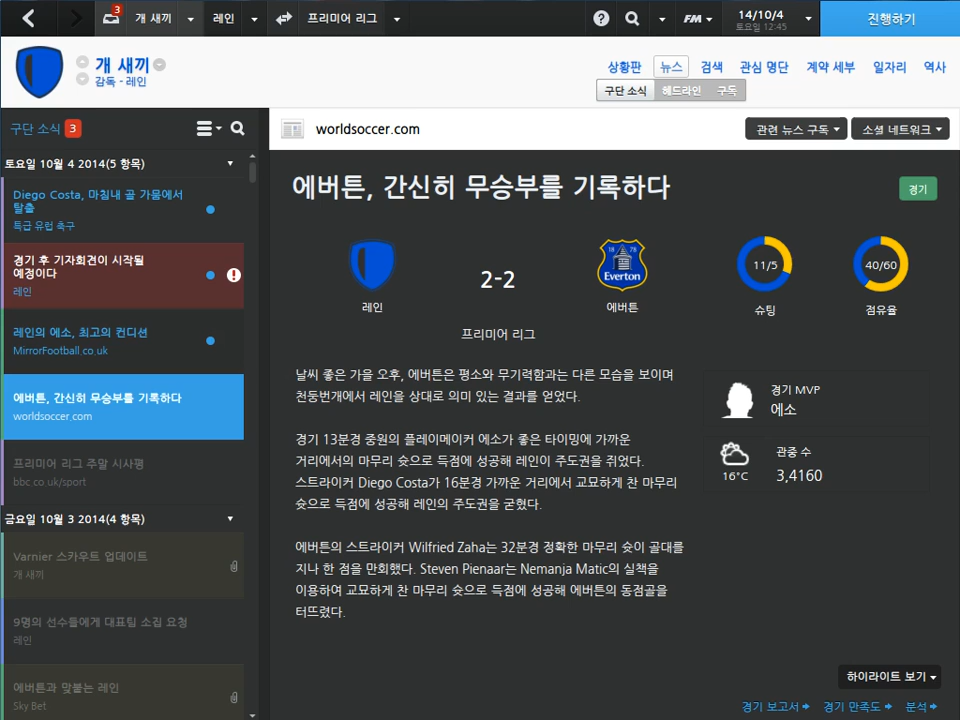 3
개 새끼
레인
프리미어 리그
?
FM
14/10/4
토요일 12:45
진행하기
개 새끼
감독 - 레인
상황판
뉴스
검색
관심 명단
계약 세부
일자리
역사
구단 소식
헤드라인
구독
구단 소식 3
worldsoccer.com
관련 뉴스 구독
소셜 네트워크
토요일 10월 4 2014(5 항목)
Diego Costa, 마침내 골 가뭄에서
탈출
특급 유럽 축구
경기 후 기자회견이 시작될
예정이다
레인
레인의 에소, 최고의 컨디션
MirrorFootball.co.uk
에버튼, 간신히 무승부를 기록하다
worldsoccer.com
프리미어 리그 주말 시사평
bbc.co.uk/sport
금요일 10월 3 2014(4 항목)
Varnier 스카우트 업데이트
개 새끼
9명의 선수들에게 대표팀 소집 요청
레인
에버튼과 맞붙는 레인
Sky Bet
에버튼, 간신히 무승부를 기록하다
경기
레인
2-2
1878
Everton
에버튼
11/5
슈팅
40/60
점유율
프리미어 리그
날씨 좋은 가을 오후, 에버튼은 평소와 무기력함과는 다른 모습을 보이며
천둥번개에서 레인을 상대로 의미 있는 결과를 얻었다.
경기 13분경 중원의 플레이메이커 에소가 좋은 타이밍에 가까운
거리에서의 마무리 슛으로 득점에 성공해 레인이 주도권을 쥐었다.
스트라이커 Diego Costa가 16분경 가까운 거리에서 교묘하게 찬 마무리
슛으로 득점에 성공해 레인의 주도권을 굳혔다.
에버튼의 스트라이커 Wilfried Zaha는 32분경 정확한 마무리 슛이 골대를
지나 한 점을 만회했다. Steven Pienaar는 Nemanja Matic의 실책을
이용하여 교묘하게 찬 마무리 슛으로 득점에 성공해 에버튼의 동점골을
터뜨렸다.
경기 MVP
에소
16°C
관중 수
3,4160
하이라이트 보기
경기 보고서
경기 만족도
분석